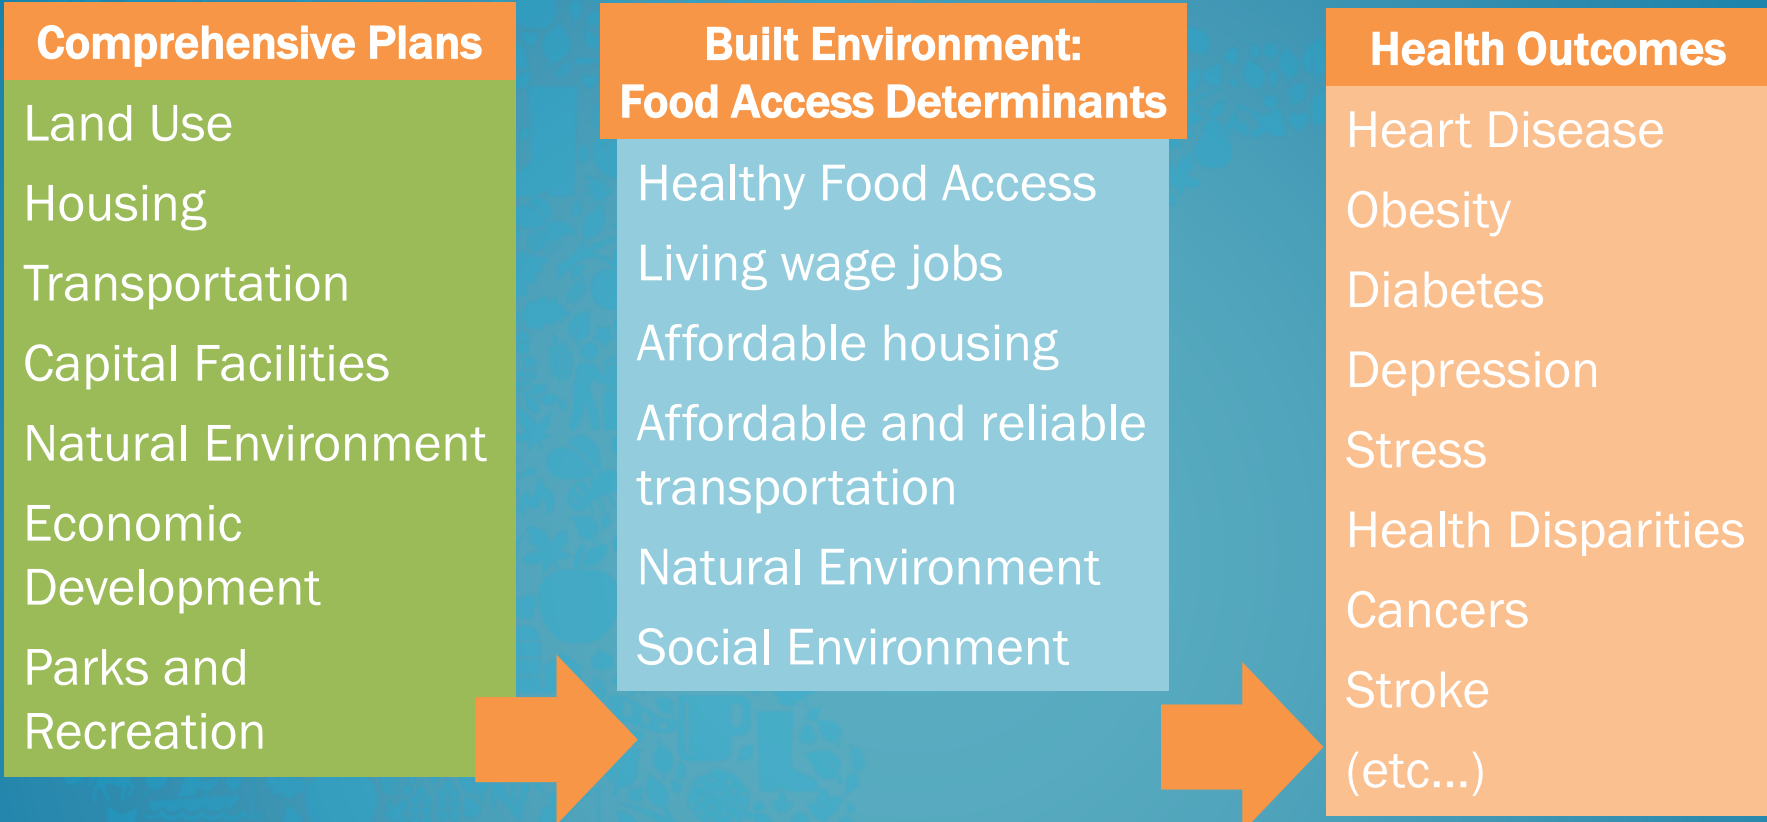 Comprehensive Plans
Land Use
Housing
Transportation
Capital Facilities
Natural Environment
Economic
Development
Parks and
Recreation
Built Environment:
Food Access Determinants
Healthy Food Access
Living wage jobs
Affordable housing
Affordable and reliable
transportation
Natural Environment
Social Environment
Health Outcomes
Heart Disease
Obesity
Diabetes
Depression
Stress
Health Disparities
Cancers
Stroke
(etc...)